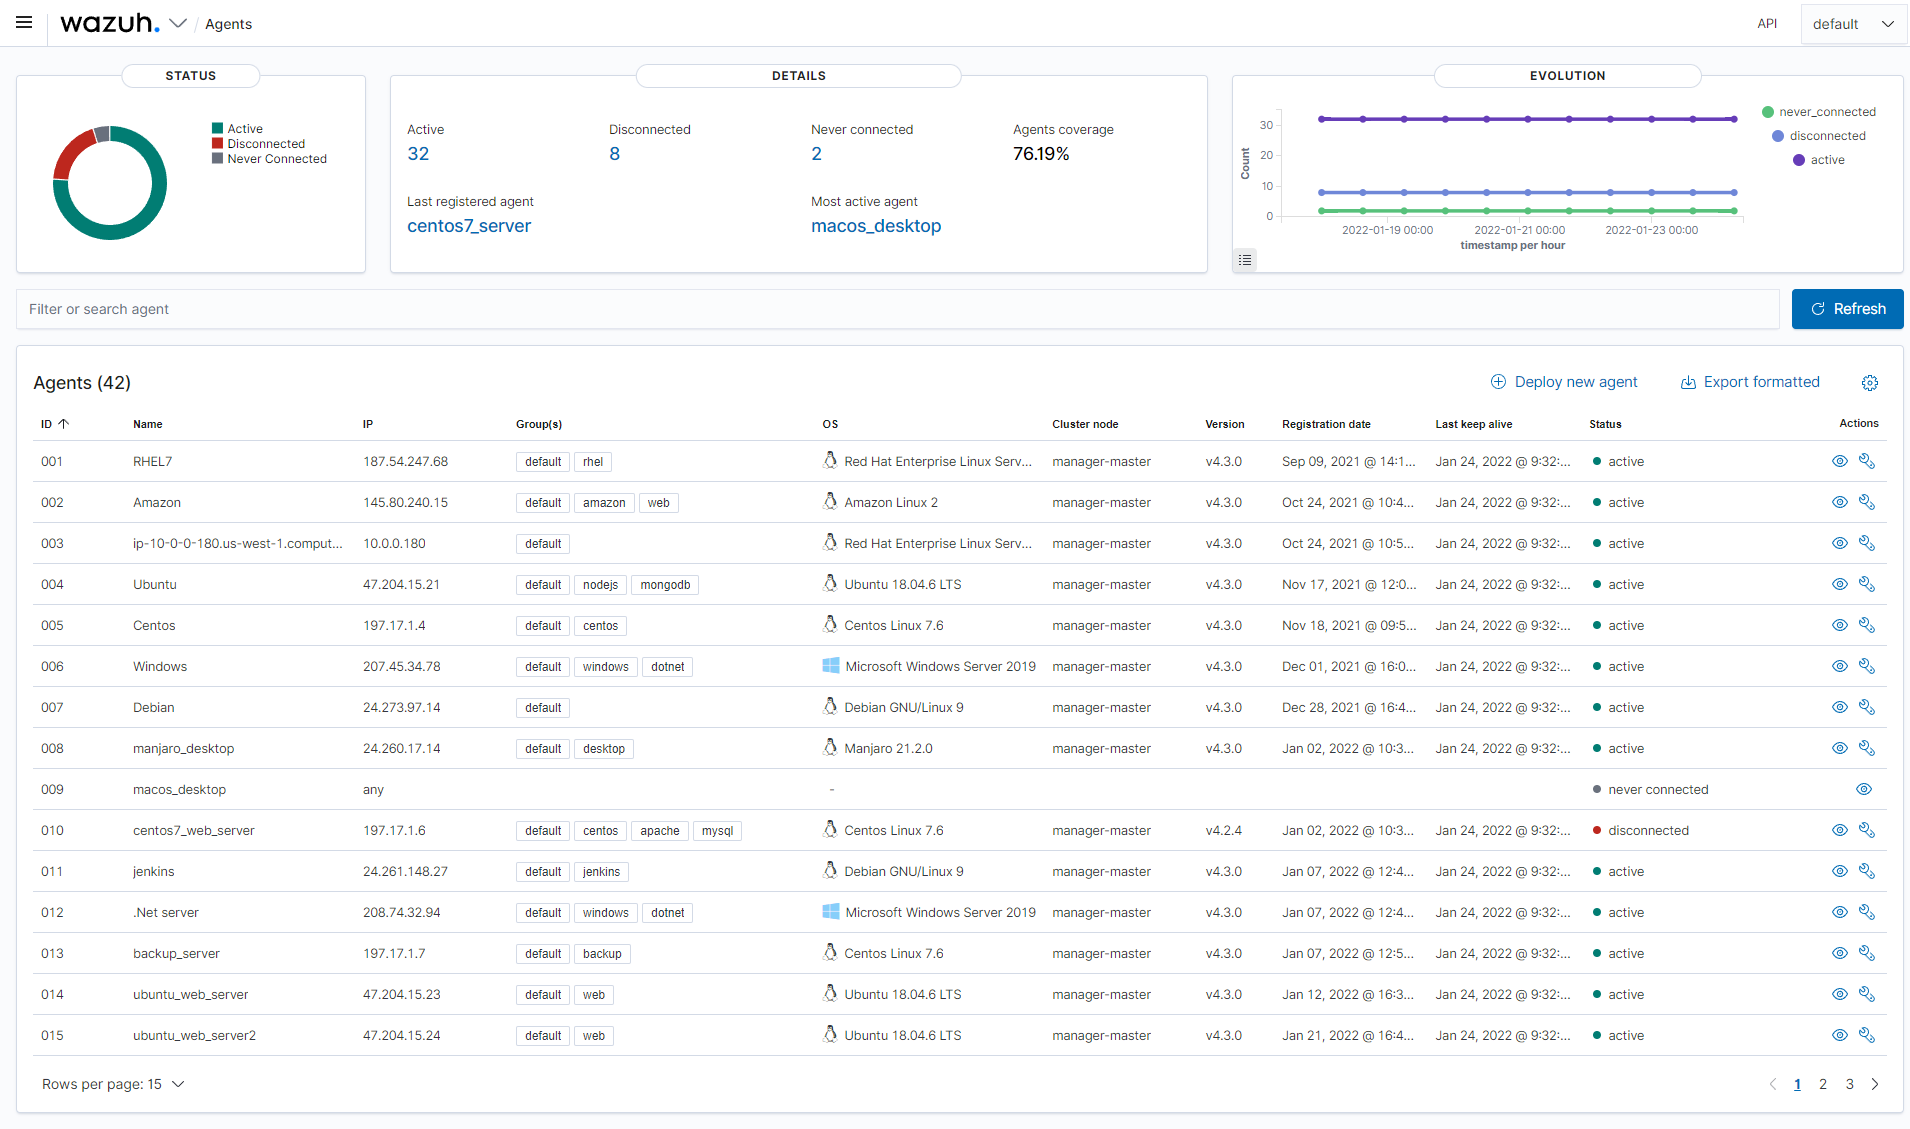 wazuh. / Agents API default
STATUS
Active
Disconnected
Never Connected
DETAILS
Active Disconnected Never connected Agents coverage
32 8 2 76.19%
Last registered agent Most active agent
centos7_server macos_desktop
EVOLUTION
Count
30
20
10
0
2022-01-19 00:00 2022-01-21 00:00 2022-01-23 00:00
timestamp per hour
never_connected
disconnected
active
Filter or search agent Refresh
Agents (42) Deploy new agent Export formatted
ID Name IP Group(s) OS Cluster node Version Registration date Last keep alive Status Actions
001 RHEL7 187.54.247.68 default rhel Red Hat Enterprise Linux Serv... manager-master v4.3.0 Sep 09, 2021 @ 14:1... Jan 24, 2022 @ 9:32:... active
002 Amazon 145.80.240.15 default amazon web Amazon Linux 2 manager-master v4.3.0 Oct 24, 2021 @ 10:4... Jan 24, 2022 @ 9:32:... active
003 ip-10-0-0-180.us-west-1.comput... 10.0.0.180 default Red Hat Enterprise Linux Serv... manager-master v4.3.0 Oct 24, 2021 @ 10:5... Jan 24, 2022 @ 9:32:... active
004 Ubuntu 47.204.15.21 default nodejs mongodb Ubuntu 18.04.6 LTS manager-master v4.3.0 Nov 17, 2021 @ 12:0... Jan 24, 2022 @ 9:32:... active
005 Centos 197.17.1.4 default centos Centos Linux 7.6 manager-master v4.3.0 Nov 18, 2021 @ 09:5... Jan 24, 2022 @ 9:32:... active
006 Windows 207.45.34.78 default windows dotnet Microsoft Windows Server 2019 manager-master v4.3.0 Dec 01, 2021 @ 16:0... Jan 24, 2022 @ 9:32:... active
007 Debian 24.273.97.14 default Debian GNU/Linux 9 manager-master v4.3.0 Dec 28, 2021 @ 16:4... Jan 24, 2022 @ 9:32:... active
008 manjaro_desktop 24.260.17.14 default desktop Manjaro 21.2.0 manager-master v4.3.0 Jan 02, 2022 @ 10:3... Jan 24, 2022 @ 9:32:... active
009 macos_desktop any - never connected
010 centos7_web_server 197.17.1.6 default centos apache mysql Centos Linux 7.6 manager-master v4.2.4 Jan 02, 2022 @ 10:3... Jan 24, 2022 @ 9:32:... disconnected
011 jenkins 24.261.148.27 default jenkins Debian GNU/Linux 9 manager-master v4.3.0 Jan 07, 2022 @ 12:4... Jan 24, 2022 @ 9:32:... active
012 .Net server 208.74.32.94 default windows dotnet Microsoft Windows Server 2019 manager-master v4.3.0 Jan 07, 2022 @ 12:4... Jan 24, 2022 @ 9:32:... active
013 backup_server 197.17.1.7 default backup Centos Linux 7.6 manager-master v4.3.0 Jan 07, 2022 @ 12:5... Jan 24, 2022 @ 9:32:... active
014 ubuntu_web_server 47.204.15.23 default web Ubuntu 18.04.6 LTS manager-master v4.3.0 Jan 12, 2022 @ 16:3... Jan 24, 2022 @ 9:32:... active
015 ubuntu_web_server2 47.204.15.24 default web Ubuntu 18.04.6 LTS manager-master v4.3.0 Jan 21, 2022 @ 16:4... Jan 24, 2022 @ 9:32:... active
Rows per page: 15 1 2 3